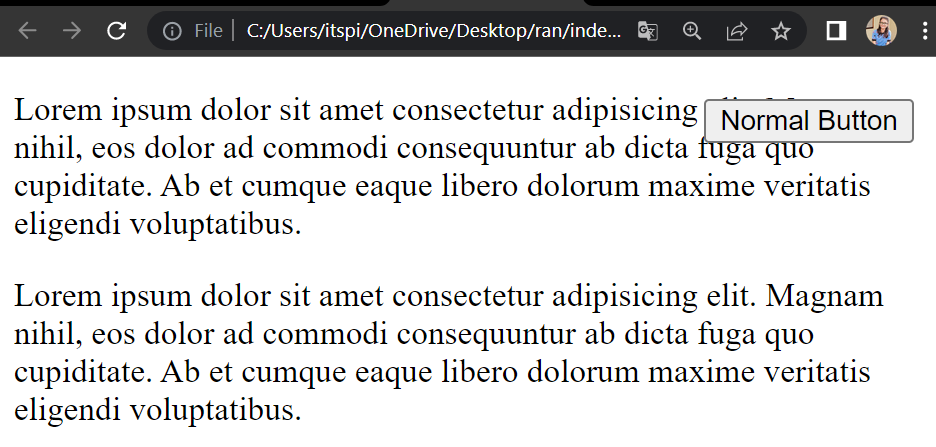 File | C:/Users/itspi/OneDrive/Desktop/ran/inde...
Lorem ipsum dolor sit amet consectetur adipisicing
Normal Button
nihil, eos dolor ad commodi consequuntur ab dicta fuga quo
cupiditate. Ab et cumque eaque libero dolorum maxime veritatis
eligendi voluptatibus.
Lorem ipsum dolor sit amet consectetur adipisicing elit. Magnam
nihil, eos dolor ad commodi consequuntur ab dicta fuga quo
cupiditate. Ab et cumque eaque libero dolorum maxime veritatis
eligendi voluptatibus.